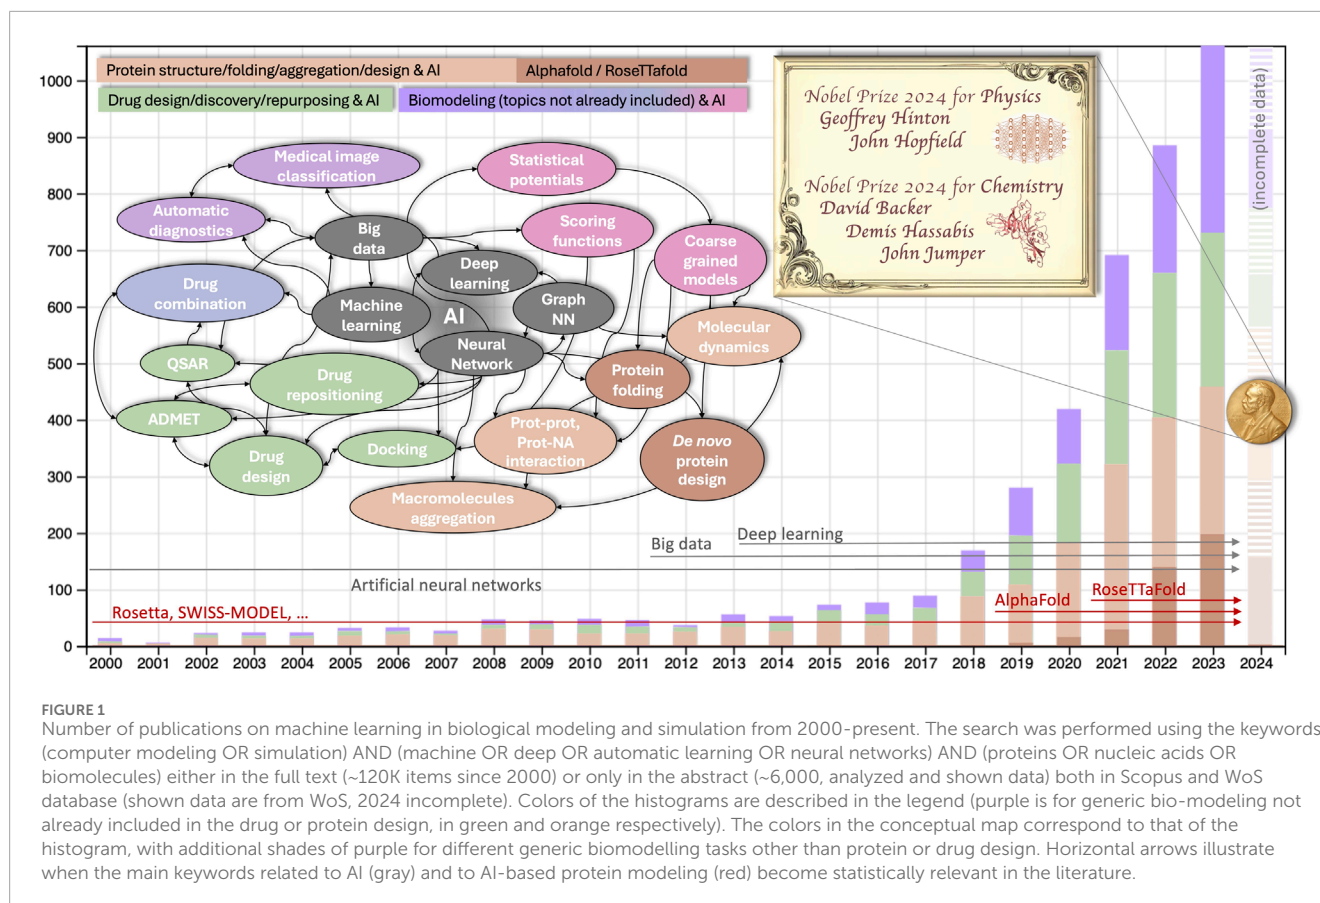 Protein structure/folding/aggregation/design & AI
Alphafold / RoseTTafold
Drug design/discovery/repurposing & AI
Biomodeling (topics not already included) & AI
1000
900
800
700
600
500
400
300
200
100
0
Medical image
classification
Statistical
potentials
Automatic
diagnostics
Big
data
Scoring
functions
Coarse
grained
models
Deep
learning
Drug
combination
Machine
learning
AI
Graph
NN
Molecular
dynamics
Neural
Network
QSAR
Drug
repositioning
Protein
folding
ADMET
Prot-prot,
Prot-NA
interaction
Docking
Drug
design
De novo
protein
design
Macromolecules
aggregation
Nobel Prize 2024 for Physics
Geoffrey Hinton
John Hopfield
Nobel Prize 2024 for Chemistry
David Backer
Demis Hassabis
John Jumper
(incomplete data)
Deep learning
Big data
Artificial neural networks
RoseTTaFold
AlphaFold
Rosetta, SWISS-MODEL, ...
2000 2001 2002 2003 2004 2005 2006 2007 2008 2009 2010 2011 2012 2013 2014 2015 2016 2017 2018 2019 2020 2021 2022 2023 2024
FIGURE 1
Number of publications on machine learning in biological modeling and simulation from 2000-present. The search was performed using the keywords
(computer modeling OR simulation) AND (machine OR deep OR automatic learning OR neural networks) AND (proteins OR nucleic acids OR
biomolecules) either in the full text (~120K items since 2000) or only in the abstract (~6,000, analyzed and shown data) both in Scopus and WoS
database (shown data are from WoS, 2024 incomplete). Colors of the histograms are described in the legend (purple is for generic bio-modeling not
already included in the drug or protein design, in green and orange respectively). The colors in the conceptual map correspond to that of the
histogram, with additional shades of purple for different generic biomodelling tasks other than protein or drug design. Horizontal arrows illustrate
when the main keywords related to AI (gray) and to AI-based protein modeling (red) become statistically relevant in the literature.